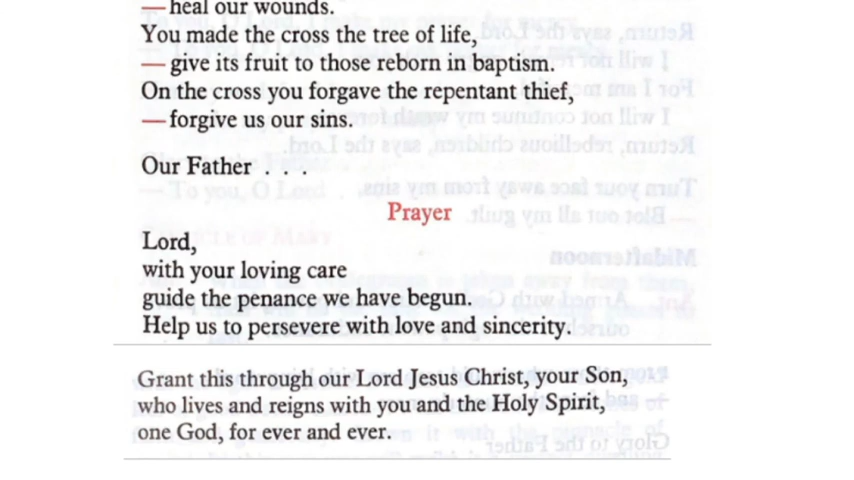 — heal our wounds.
You made the cross the tree of life,
— give its fruit to those reborn in baptism.
On the cross you forgave the repentant thief,
— forgive us our sins.
Our Father . . .
Prayer
Lord,
with your loving care
guide the penance we have begun.
Help us to persevere with love and sincerity.
Grant this through our Lord Jesus Christ, your Son,
who lives and reigns with you and the Holy Spirit,
one God, for ever and ever.